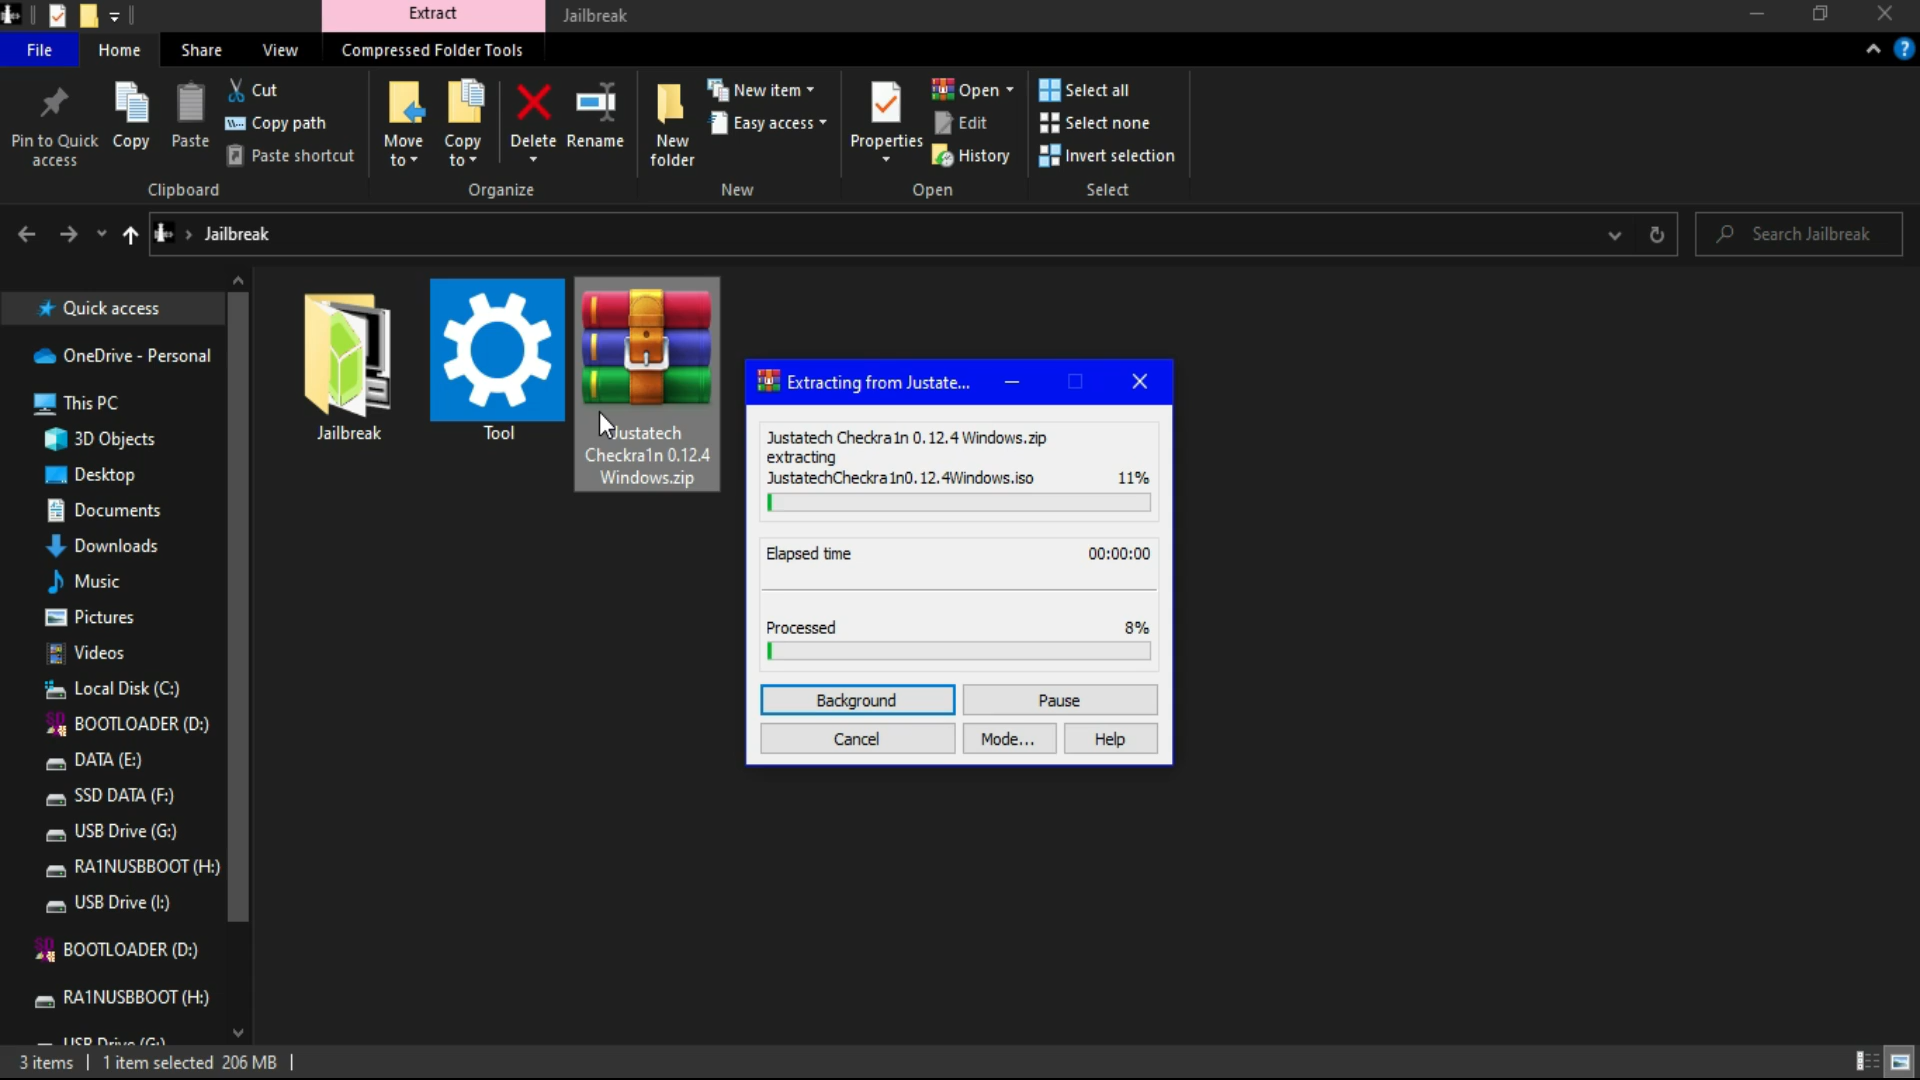 Extract
Jailbreak
File
Home
Share
View
Compressed Folder Tools
Pin to Quick
access
Copy
Paste
Cut
Copy path
Paste shortcut
Clipboard
Move
to
Copy
to
Delete
Rename
Organize
New
folder
New item
Easy access
New
Properties
Open
Edit
History
Open
Select all
Select none
Invert selection
Select
Jailbreak
Search Jailbreak
Quick access
OneDrive - Personal
This PC
3D Objects
Desktop
Documents
Downloads
Music
Pictures
Videos
Local Disk (C:)
BOOTLOADER (D:)
DATA (E:)
SSD DATA (F:)
USB Drive (G:)
RA1NUSBBOOT (H:)
USB Drive (I:)
BOOTLOADER (D:)
RA1NUSBBOOT (H:)
USB Drive (G:)
Jailbreak
Tool
Justatech
Checkra1n 0.12.4
Windows.zip
Extracting from Justate...
Justatech Checkra1n 0.12.4 Windows.zip
extracting
JustatechCheckra1n0.12.4Windows.iso 11%
Elapsed time 00:00:00
Processed 8%
Background
Pause
Cancel
Mode...
Help
3 items
1 item selected 206 MB